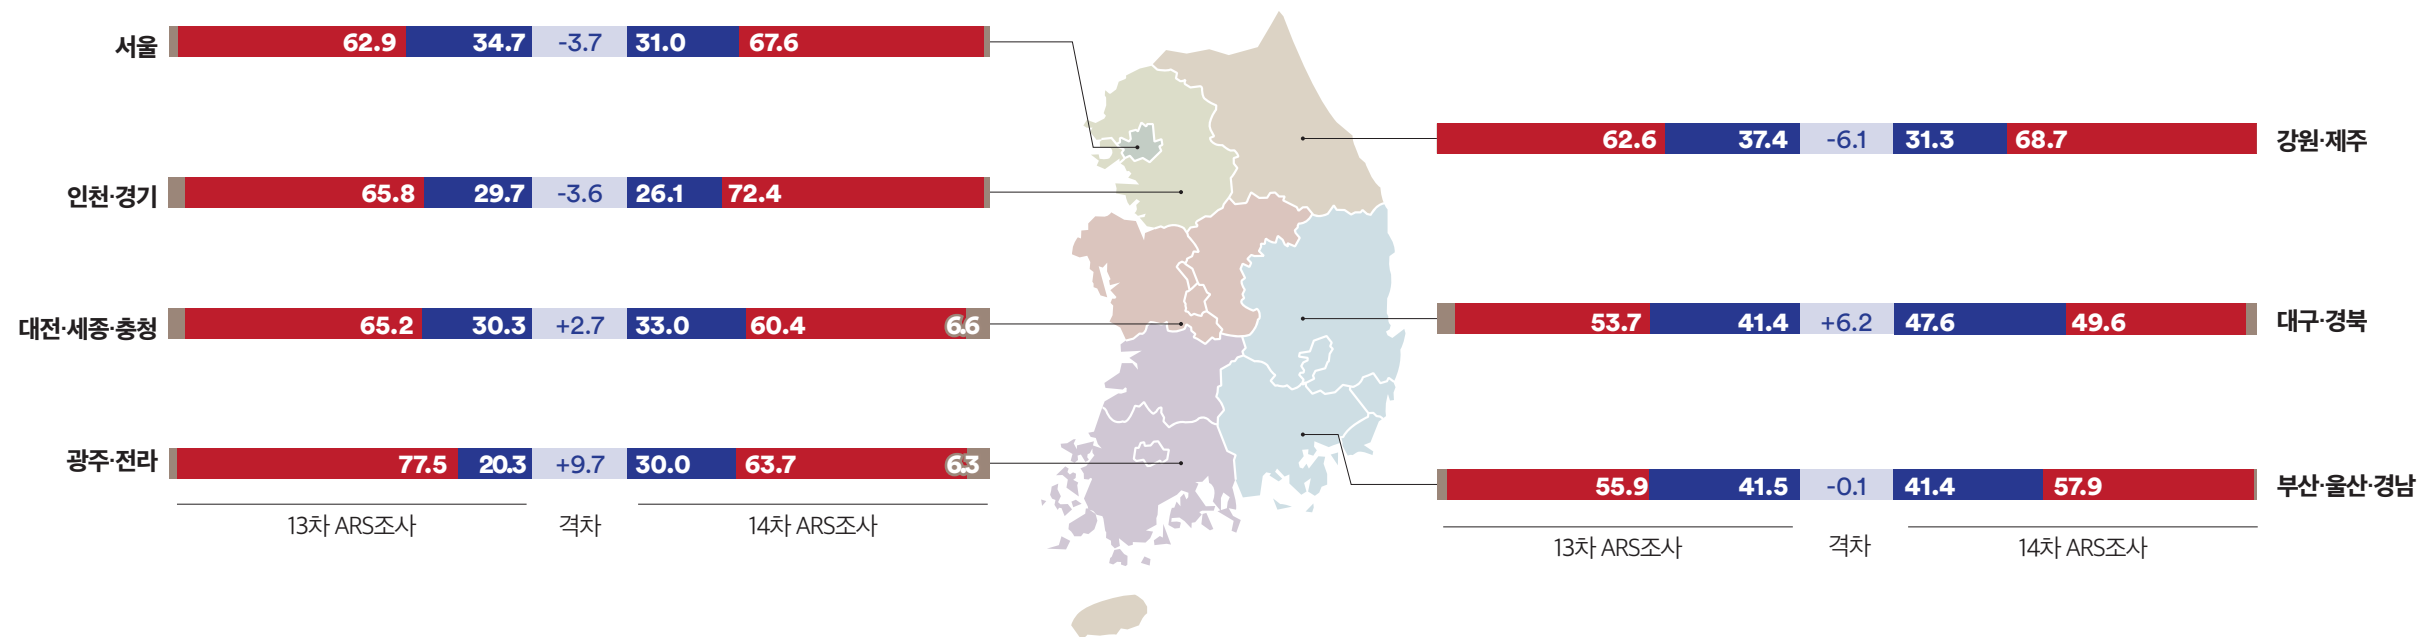 서울 62.9 34.7 -3.7 31.0 67.6
인천·경기 65.8 29.7 -3.6 26.1 72.4
대전·세종·충청 65.2 30.3 +2.7 33.0 60.4 6.6
광주·전라 77.5 20.3 +9.7 30.0 63.7 6.3
13차 ARS조사 격차 14차 ARS조사
62.6 37.4 -6.1 31.3 68.7 강원·제주
53.7 41.4 +6.2 47.6 49.6 대구·경북
55.9 41.5 -0.1 41.4 57.9 부산·울산·경남
13차 ARS조사 격차 14차 ARS조사